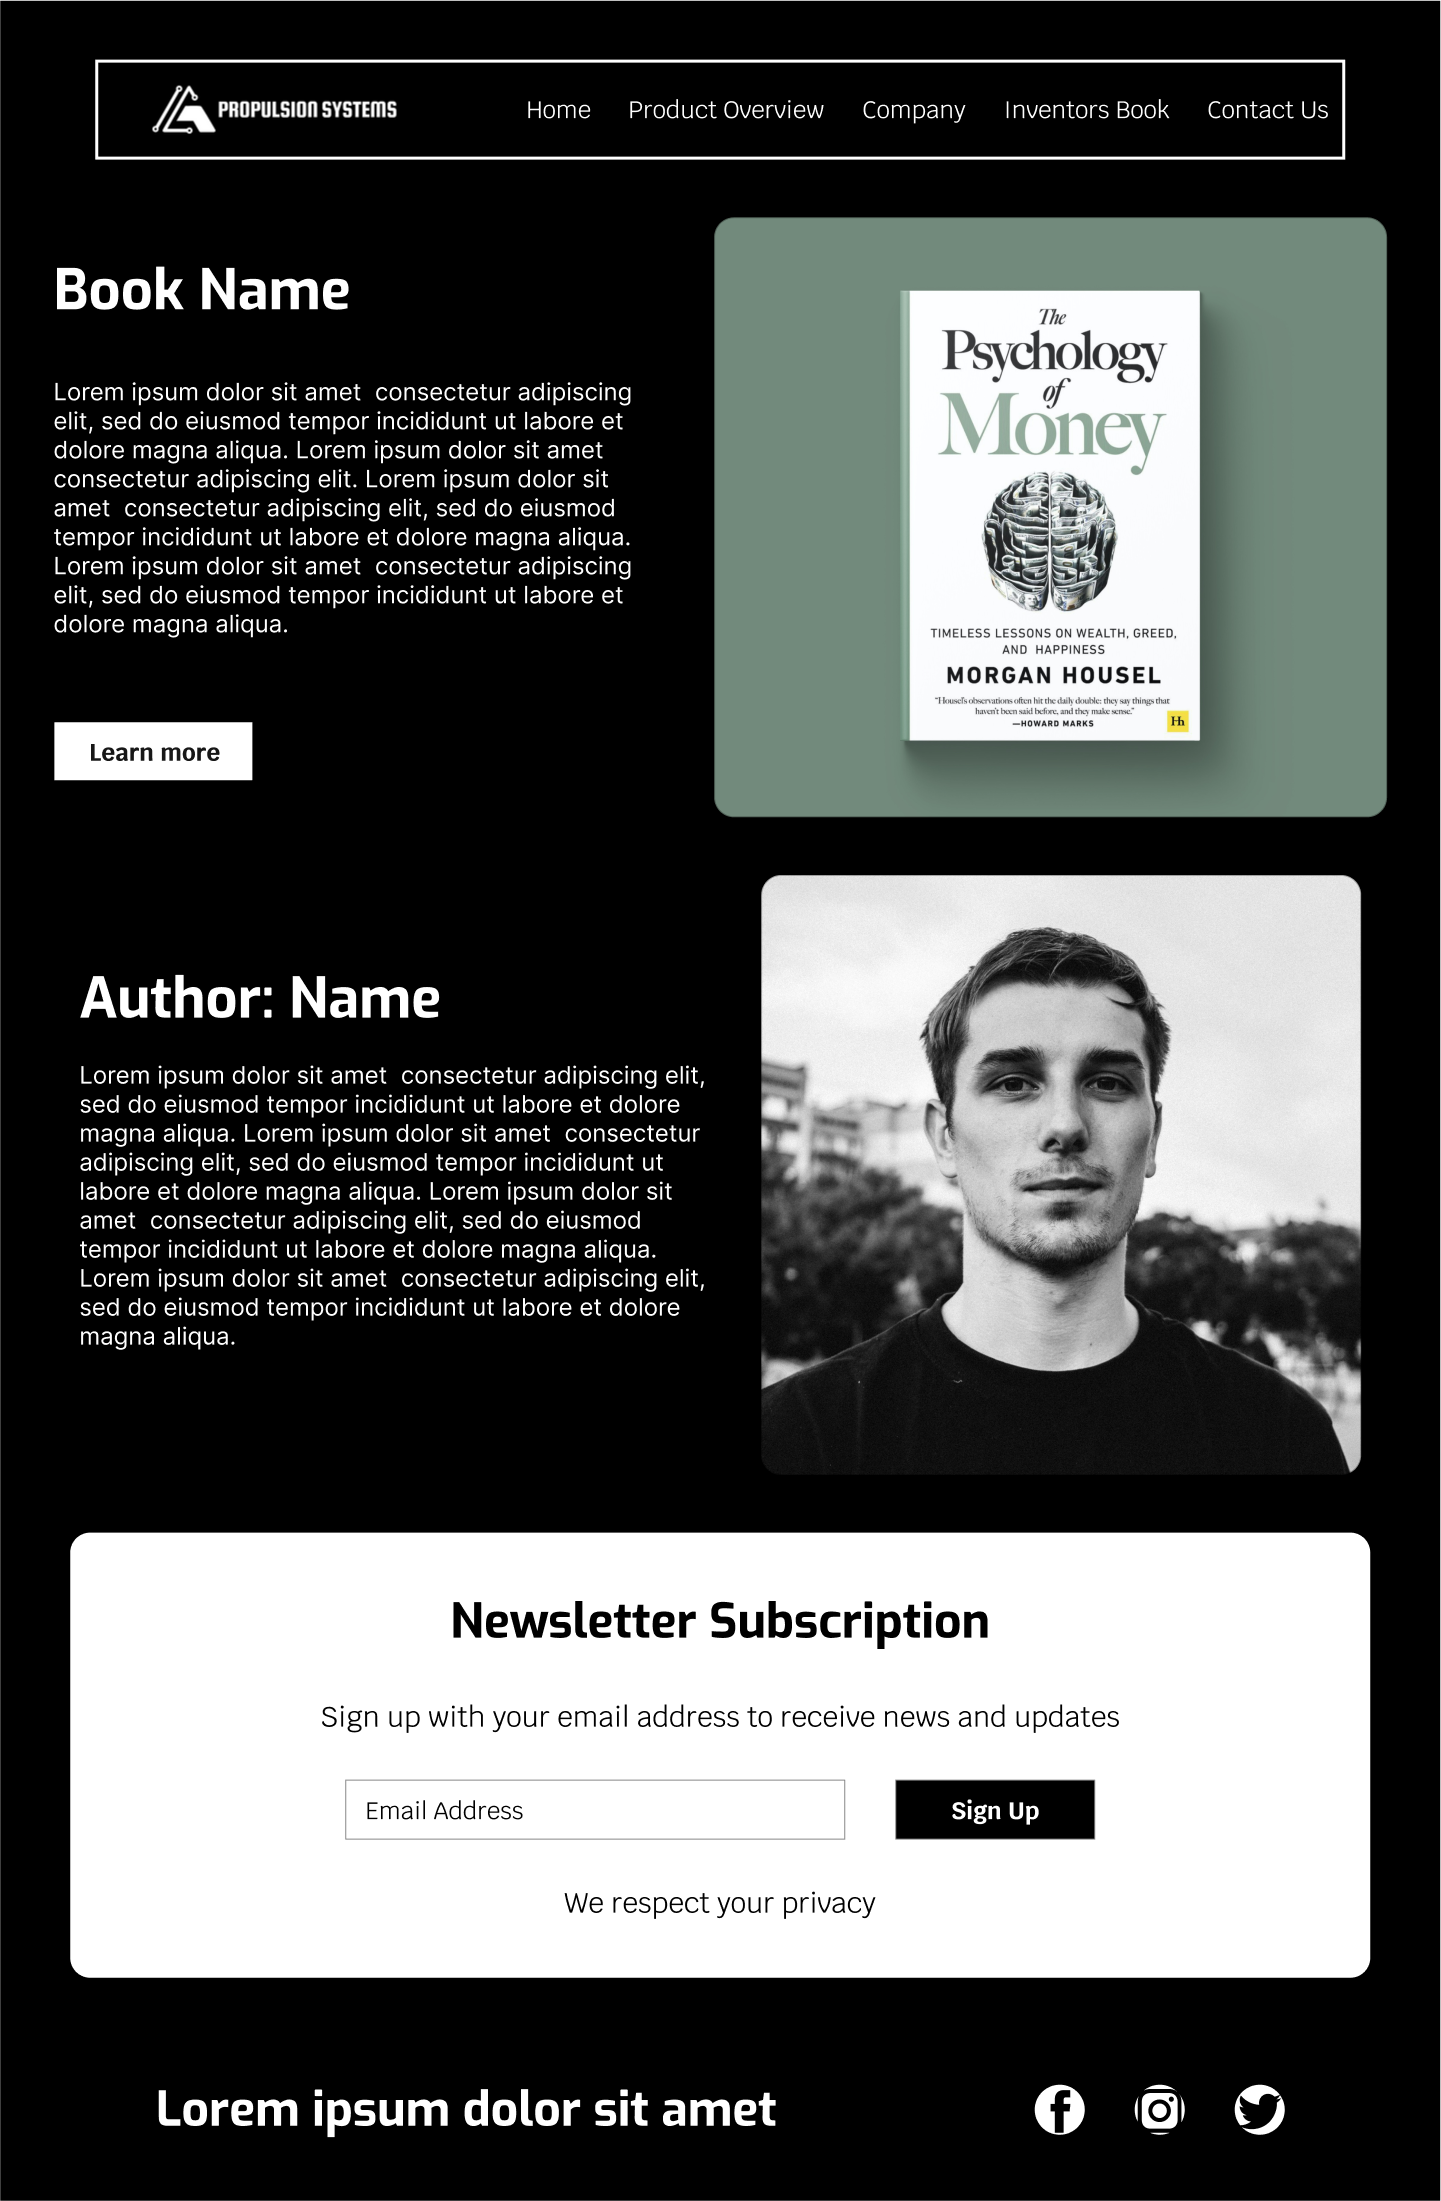 PROPULSION SYSTEMS
Home Product Overview Company Inventors Book Contact Us
Book Name
Lorem ipsum dolor sit amet  consectetur adipiscing
elit, sed do eiusmod tempor incididunt ut labore et
dolore magna aliqua. Lorem ipsum dolor sit amet
consectetur adipiscing elit. Lorem ipsum dolor sit
amet  consectetur adipiscing elit, sed do eiusmod
tempor incididunt ut labore et dolore magna aliqua.
Lorem ipsum dolor sit amet  consectetur adipiscing
elit, sed do eiusmod tempor incididunt ut labore et
dolore magna aliqua.
Learn more
The
Psychology
of
Money
TIMELESS LESSONS ON WEALTH, GREED,
AND HAPPINESS
MORGAN HOUSEL
“Housel’s observations often hit the daily double: they say things that
haven’t been said before, and they make sense.”
—HOWARD MARKS
Hh
Author: Name
Lorem ipsum dolor sit amet  consectetur adipiscing elit,
sed do eiusmod tempor incididunt ut labore et dolore
magna aliqua. Lorem ipsum dolor sit amet  consectetur
adipiscing elit, sed do eiusmod tempor incididunt ut
labore et dolore magna aliqua. Lorem ipsum dolor sit
amet  consectetur adipiscing elit, sed do eiusmod
tempor incididunt ut labore et dolore magna aliqua.
Lorem ipsum dolor sit amet  consectetur adipiscing elit,
sed do eiusmod tempor incididunt ut labore et dolore
magna aliqua.
Newsletter Subscription
Sign up with your email address to receive news and updates
Email Address
Sign Up
We respect your privacy
Lorem ipsum dolor sit amet